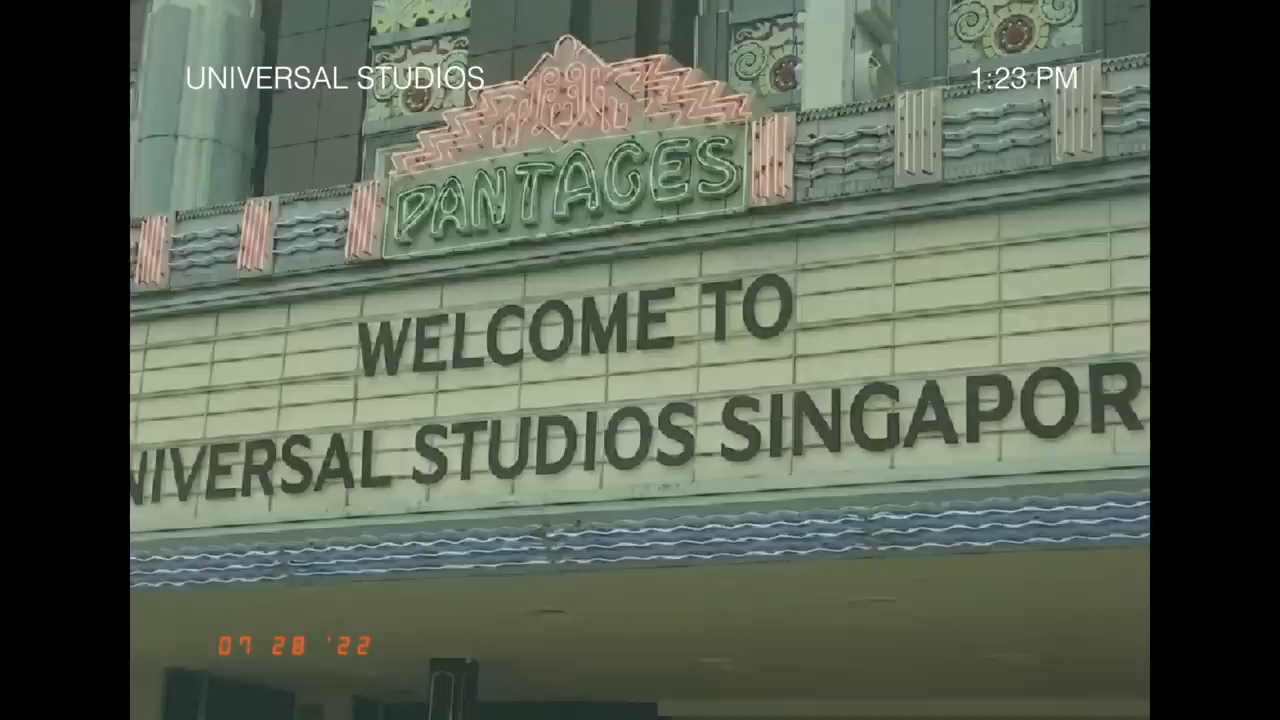 UNIVERSAL STUDIOS
1:23 PM
PANTAGES
WELCOME TO
NIVERSAL STUDIOS SINGAPOR
07 28 '22